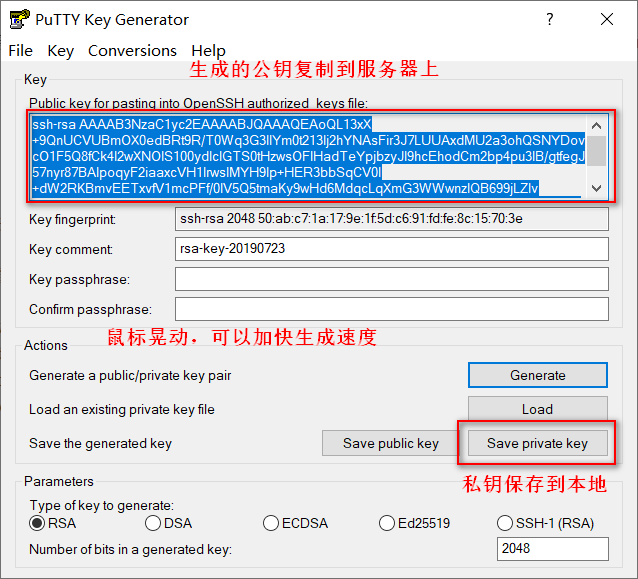 PuTTY Key Generator
File Key Conversions Help
生成的公钥复制到服务器上
Key
Public key for pasting into OpenSSH authorized_keys file:
ssh-rsa AAAAB3NzaC1yc2EAAAABJQAAAQEAoQL13xX
+9QnUCVUBmOX0edBRt9R/T0Wq3G3lIYm0t213Ij2hYNAsFir3J7LUUAxdMU2a3ohQSNYDov
cO1F5Q8fCk4l2wXNOlS100ydlclGTS0tHzwsOFlHadTeYpjbzyJl9hcEhodCm2bp4pu3lB/gtfegJ
57nyr87BAlpoqyF2iaaxcVH1IrwslMYH9lp+HER3bbSqCV0l
+dW2RKBmvEETxvfV1mcPFf/0lV5Q5tmaKy9wHd6MdqcLqXmG3WWwnzlQB699jLZlv
Key fingerprint: ssh-rsa 2048 50:ab:c7:1a:17:9e:1f:5d:c6:91:fd:fe:8c:15:70:3e
Key comment: rsa-key-20190723
Key passphrase:
Confirm passphrase:
鼠标晃动，可以加快生成速度
Actions
Generate a public/private key pair Generate
Load an existing private key file Load
Save the generated key Save public key Save private key
私钥保存到本地
Parameters
Type of key to generate:
RSA DSA ECDSA Ed25519 SSH-1 (RSA)
Number of bits in a generated key: 2048